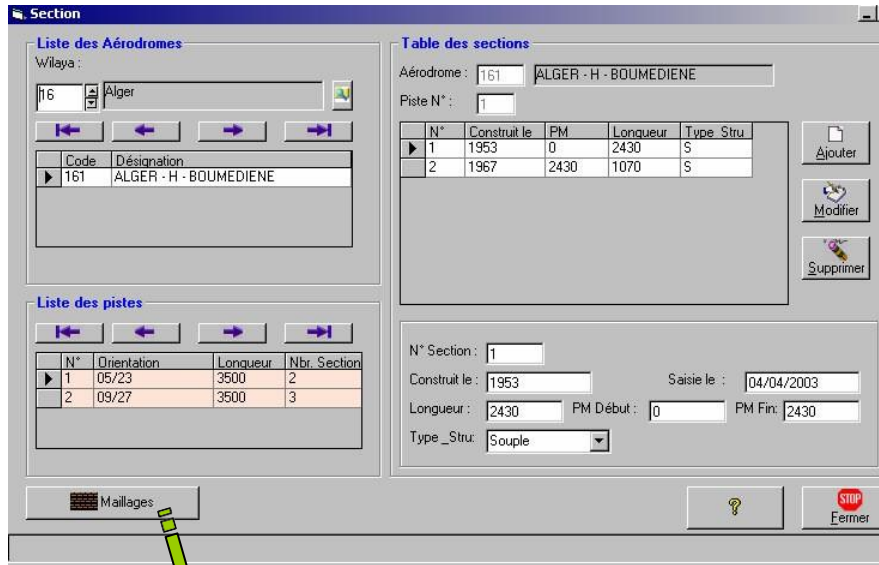 Section
Liste des Aérodromes
Wilaya :
16 Alger
Code Désignation
161 ALGER - H - BOUMEDIENE
Liste des pistes
N° Orientation Longueur Nbr. Section
1 05/23 3500 2
2 09/27 3500 3
Maillages
Table des sections
Aérodrome : 161 ALGER - H - BOUMEDIENE
Piste N° : 1
N° Construit le PM Longueur Type_Stru
1 1953 0 2430 S
2 1967 2430 1070 S
Ajouter
Modifier
Supprimer
N° Section : 1
Construit le : 1953 Saisie le : 04/04/2003
Longueur : 2430 PM Début : 0 PM Fin: 2430
Type _Stru: Souple
?
STOP
Fermer